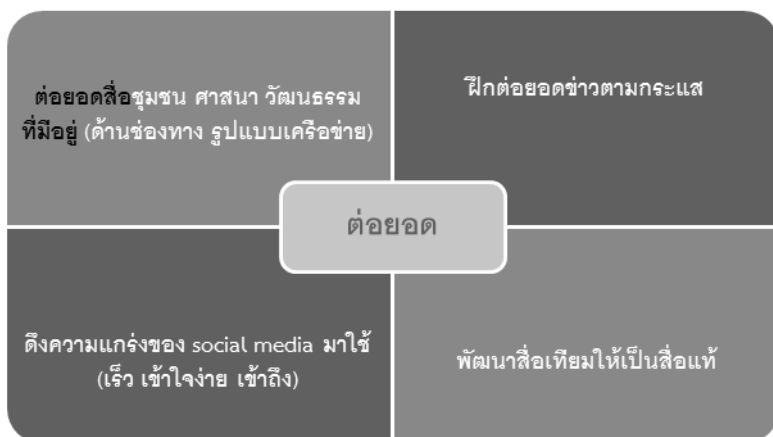 ต่อยอดสื่อชุมชน ศาสนา วัฒนธรรม
ที่มีอยู่ (ด้านช่องทาง รูปแบบเครือข่าย)
ฝึกต่อยอดข่าวตามกระแส
ต่อยอด
ดึงความแกร่งของ social media มาใช้
(เร็ว เข้าใจง่าย เข้าถึง)
พัฒนาสื่อเทียมให้เป็นสื่อแท้